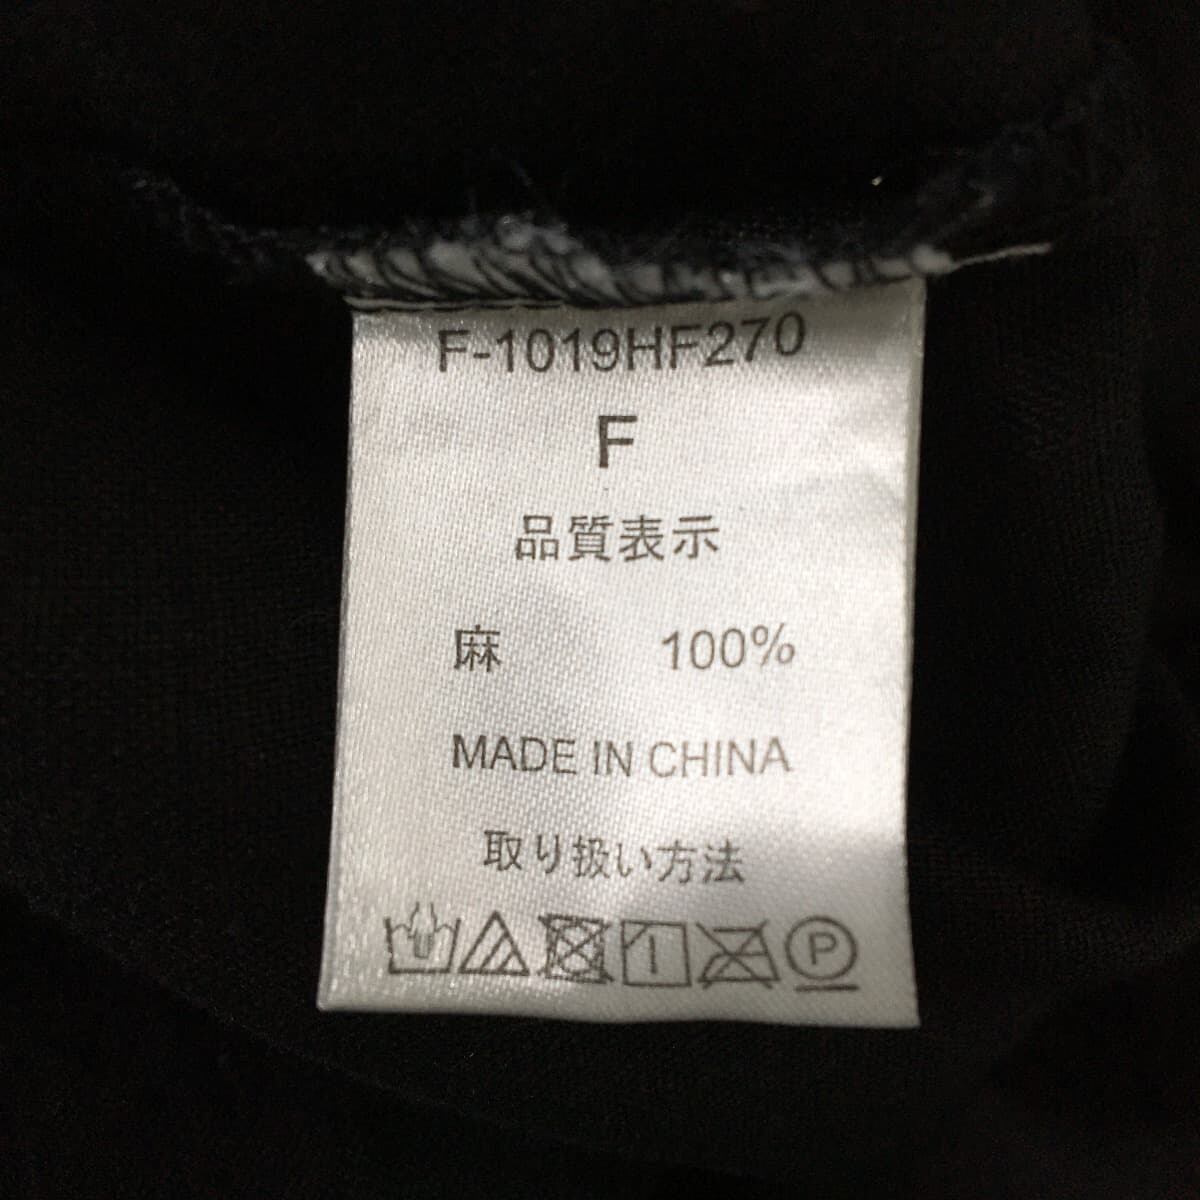 F-1019HF270
F
品質表示
麻 100%
MADE IN CHINA
取り扱い方法
P